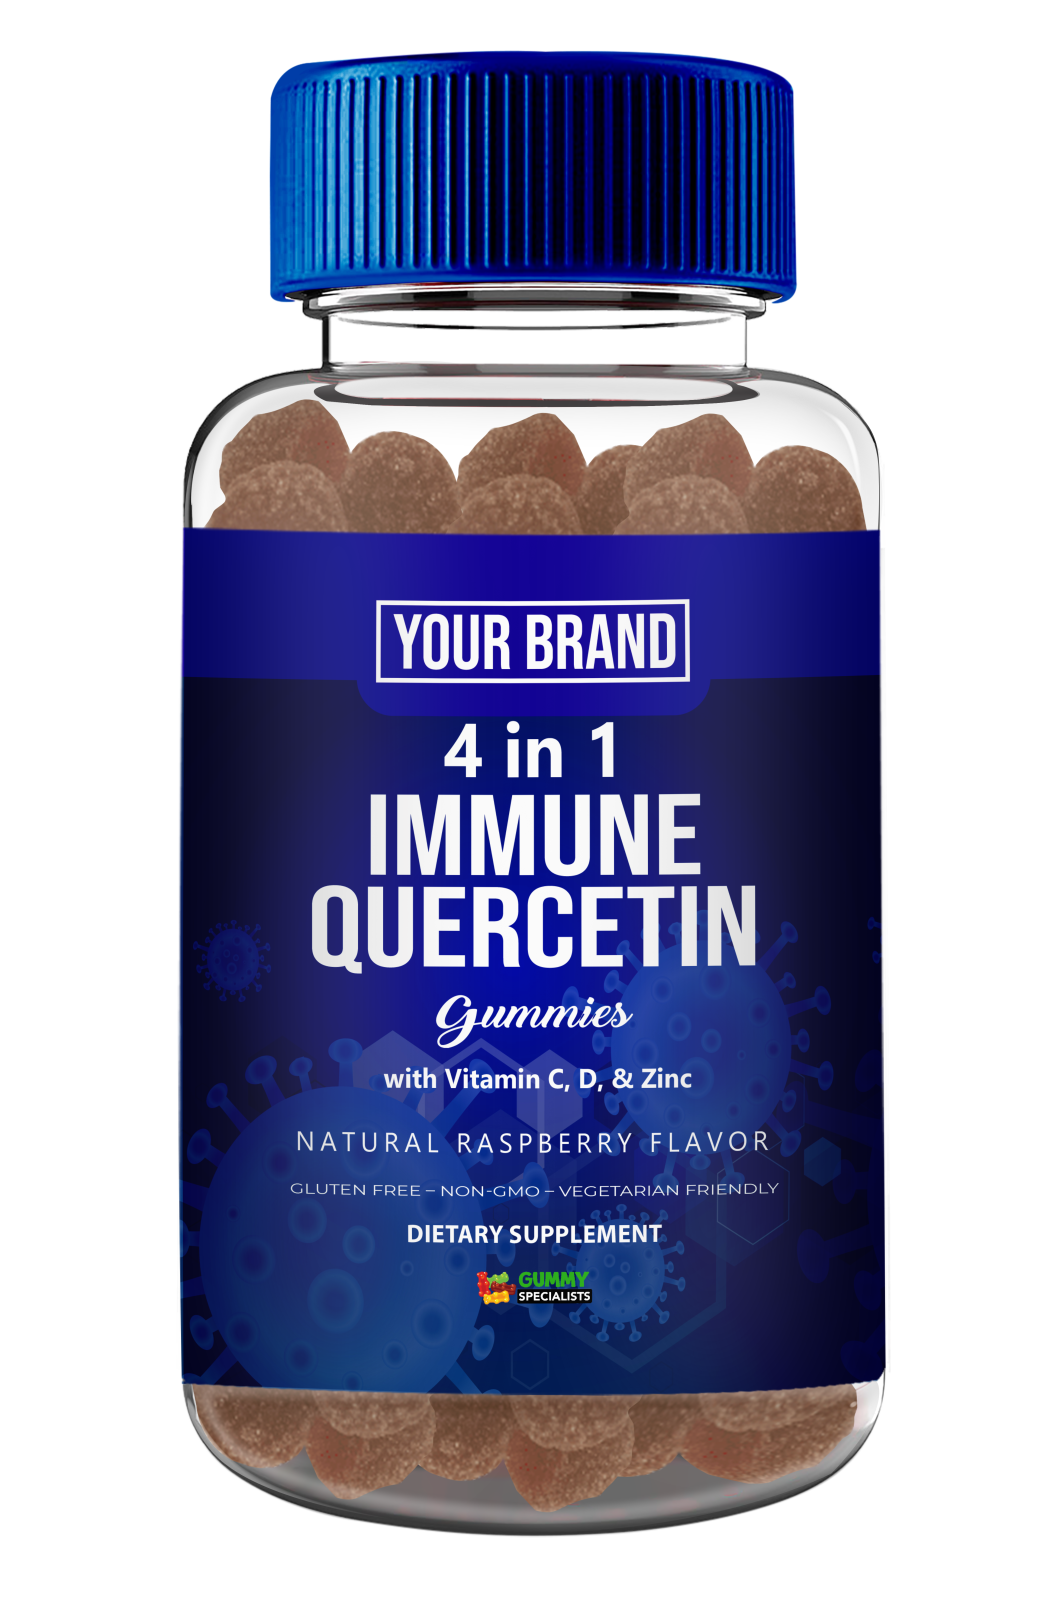 YOUR BRAND
4 in 1
IMMUNE
QUERCETIN
Gummies
with Vitamin C, D, & Zinc
NATURAL RASPBERRY FLAVOR
GLUTEN FREE – NON-GMO – VEGETARIAN FRIENDLY
DIETARY SUPPLEMENT
GUMMY
SPECIALISTS